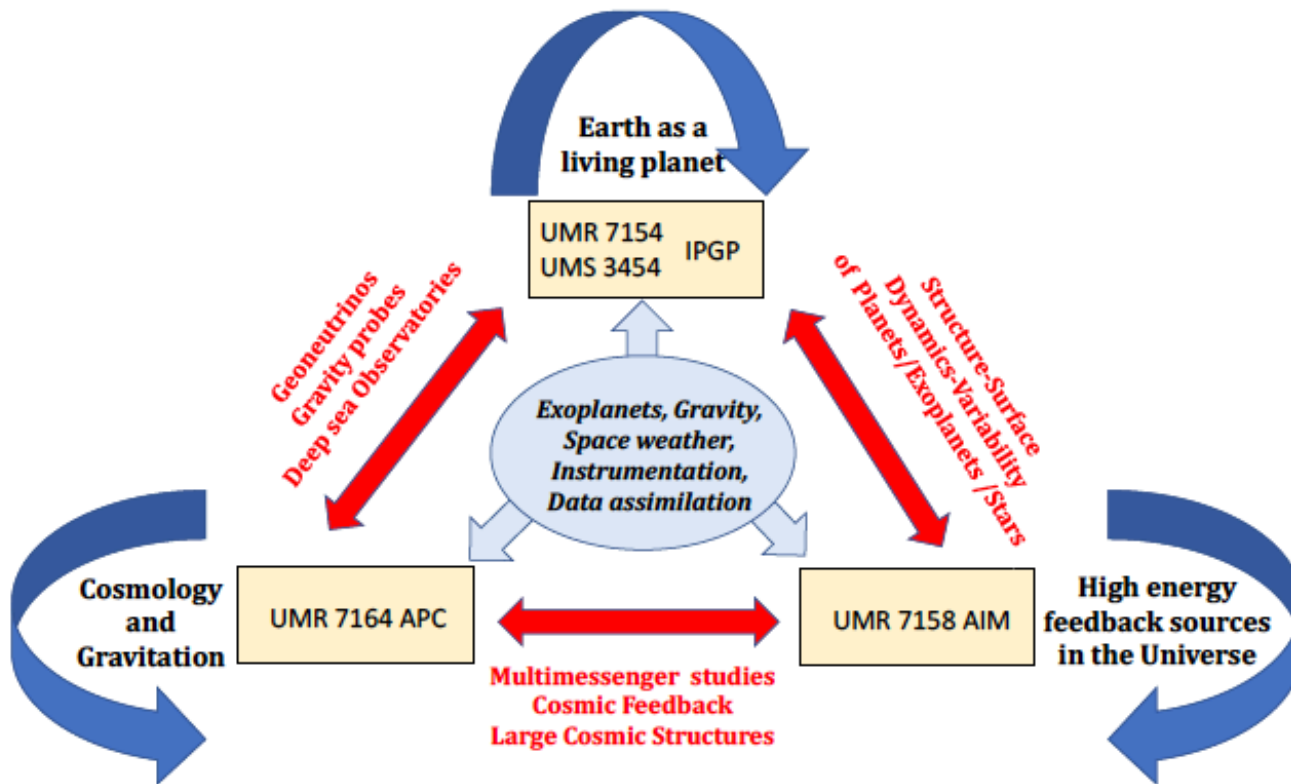 Earth as a
living planet
UMR 7154
UMS 3454
IPGP
Geoneutrinos
Gravity probes
Deep sea Observatories
Structure-Surface
Dynamics-Variability
of Planets/Exoplanets /Stars
Exoplanets, Gravity,
Space weather,
Instrumentation,
Data assimilation
Cosmology
and
Gravitation
UMR 7164 APC
UMR 7158 AIM
High energy
feedback sources
in the Universe
Multimessenger studies
Cosmic Feedback
Large Cosmic Structures